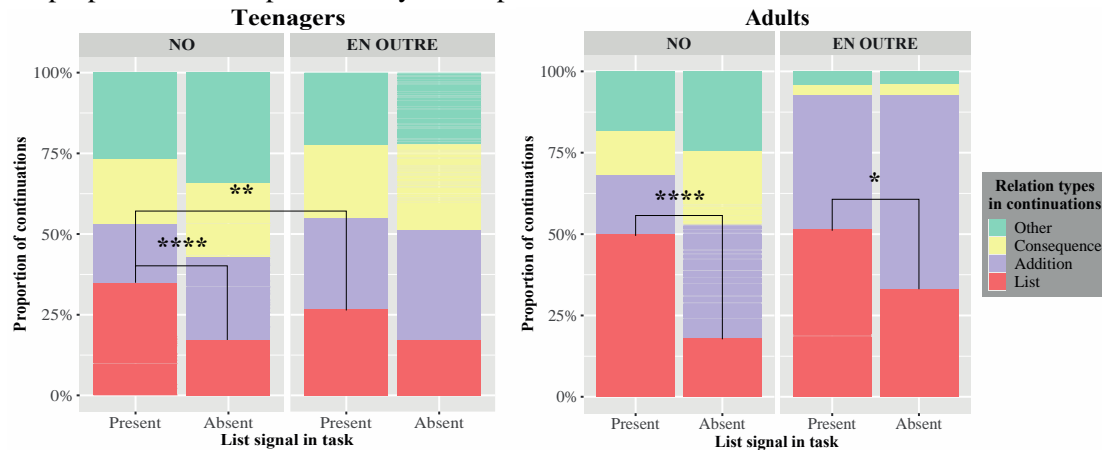 Teenagers
Adults
NO
EN OUTRE
NO
EN OUTRE
100%
75%
50%
25%
0%
Proportion of continuations
**
****
Present
Absent
Present
Absent
List signal in task
100%
75%
50%
25%
0%
Proportion of continuations
****
*
Present
Absent
Present
Absent
List signal in task
Relation types
in continuations
Other
Consequence
Addition
List